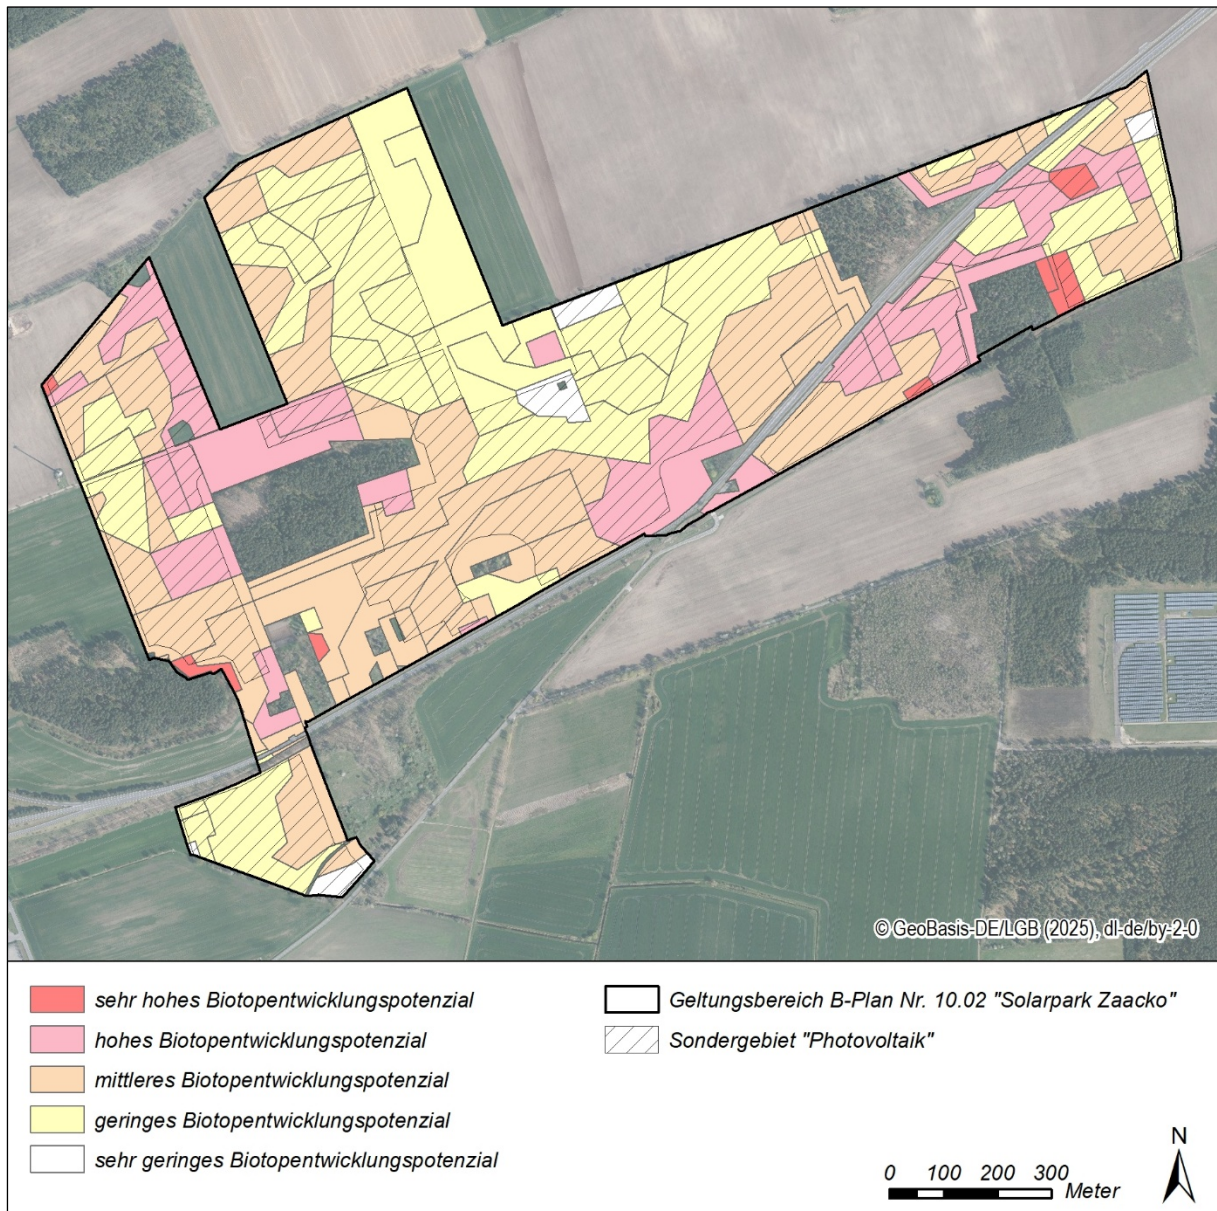 © GeoBasis-DE/LGB (2025), dl-de/by-2-0
sehr hohes Biotopentwicklungspotenzial
hohes Biotopentwicklungspotenzial
mittleres Biotopentwicklungspotenzial
geringes Biotopentwicklungspotenzial
sehr geringes Biotopentwicklungspotenzial
Geltungsbereich B-Plan Nr. 10.02 "Solarpark Zaacko"
Sondergebiet "Photovoltaik"
0 100 200 300
Meter
N